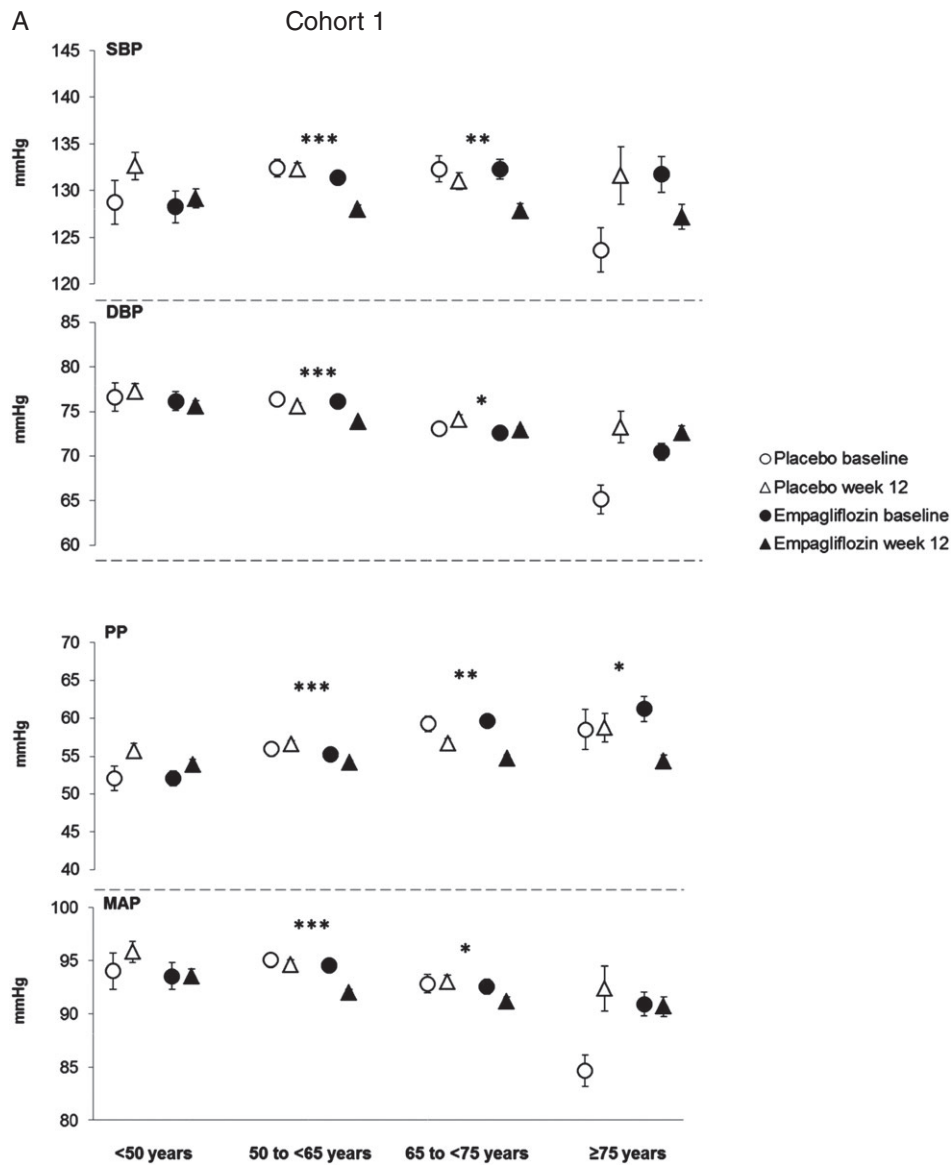 A Cohort 1
SBP
145
140
135
130
125
120
mmHg
*** **
DBP
85
80
75
70
65
60
mmHg
*** *
Placebo baseline
Placebo week 12
Empagliflozin baseline
Empagliflozin week 12
PP
70
65
60
55
50
45
40
mmHg
*** ** *
MAP
100
95
90
85
80
mmHg
*** *
<50 years 50 to <65 years 65 to <75 years ≥75 years